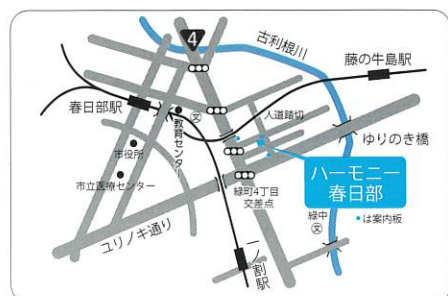 4
古利根川
藤の牛島駅
春日部駅
教育センター
文
人道踏切
ゆりのき橋
市役所
市立医療センター
ハーモニー
春日部
緑町4丁目
交差点
•は案内板
ユリノキ通り
緑中
文
一ノ割駅